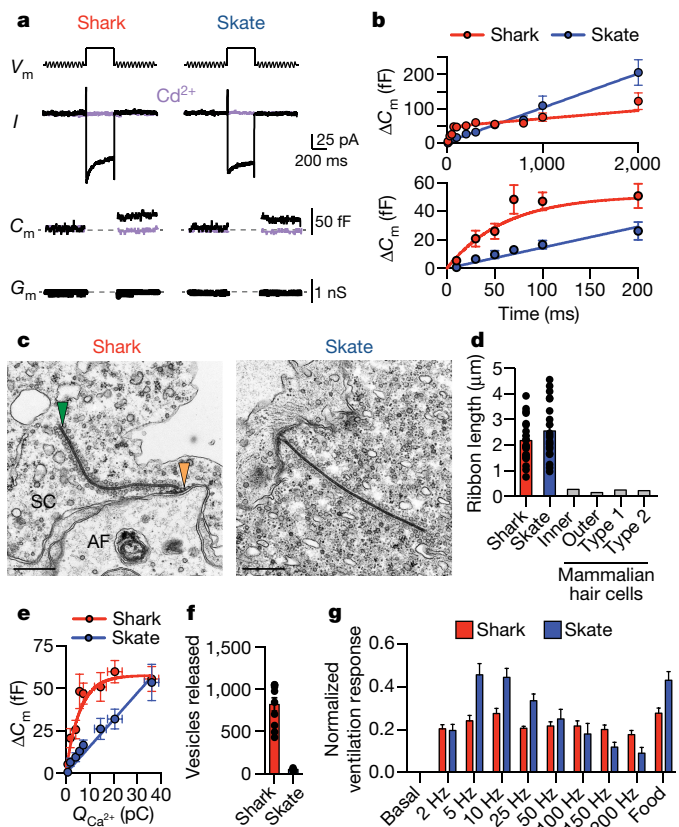 a
Shark
Skate
Vm
Cd2+
I
25 pA
200 ms
Cm
50 fF
Gm
1 nS
b
Shark
Skate
ΔCm (fF)
200
100
0
1,000
2,000
ΔCm (fF)
60
40
20
0
0
50
100
150
200
Time (ms)
c
Shark
Skate
SC
AF
d
Ribbon length (μm)
5
4
3
2
1
0
Shark
Skate
Inner
Outer
Type 1
Type 2
Mammalian
hair cells
e
Shark
Skate
ΔCm (fF)
75
50
25
0
0
10
20
30
40
QCa2+ (pC)
f
Vesicles released
1,500
1,000
500
0
Shark
Skate
g
Shark
Skate
Normalized
ventilation response
0.6
0.4
0.2
0.0
Basal
2 Hz
5 Hz
10 Hz
25 Hz
50 Hz
100 Hz
150 Hz
200 Hz
Food